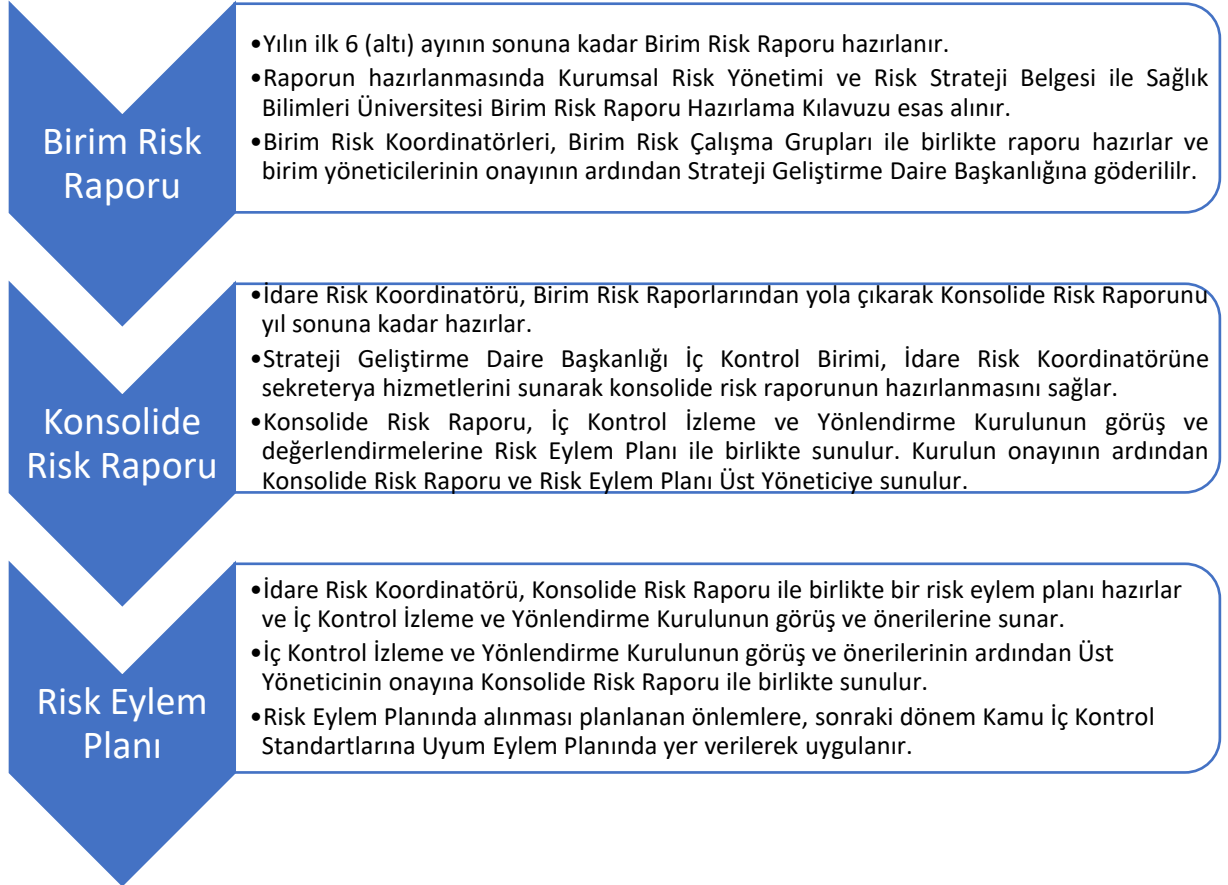 Birim Risk
Raporu
•Yılın ilk 6 (altı) ayının sonuna kadar Birim Risk Raporu hazırlanır.
•Raporun hazırlanmasında Kurumsal Risk Yönetimi ve Risk Strateji Belgesi ile Sağlık
Bilimleri Üniversitesi Birim Risk Raporu Hazırlama Kılavuzu esas alınır.
•Birim Risk Koordinatörleri, Birim Risk Çalışma Grupları ile birlikte raporu hazırlar ve
birim yöneticilerinin onayının ardından Strateji Geliştirme Daire Başkanlığına göderililr.
Konsolide
Risk Raporu
•İdare Risk Koordinatörü, Birim Risk Raporlarından yola çıkarak Konsolide Risk Raporunu
yıl sonuna kadar hazırlar.
•Strateji Geliştirme Daire Başkanlığı İç Kontrol Birimi, İdare Risk Koordinatörüne
sekreterya hizmetlerini sunarak konsolide risk raporunun hazırlanmasını sağlar.
•Konsolide Risk Raporu, İç Kontrol İzleme ve Yönlendirme Kurulunun görüş ve
değerlendirmelerine Risk Eylem Planı ile birlikte sunulur. Kurulun onayının ardından
Konsolide Risk Raporu ve Risk Eylem Planı Üst Yöneticiye sunulur.
Risk Eylem
Planı
•İdare Risk Koordinatörü, Konsolide Risk Raporu ile birlikte bir risk eylem planı hazırlar
ve İç Kontrol İzleme ve Yönlendirme Kurulunun görüş ve önerilerine sunar.
•İç Kontrol İzleme ve Yönlendirme Kurulunun görüş ve önerilerinin ardından Üst
Yöneticinin onayına Konsolide Risk Raporu ile birlikte sunulur.
•Risk Eylem Planında alınması planlanan önlemlere, sonraki dönem Kamu İç Kontrol
Standartlarına Uyum Eylem Planında yer verilerek uygulanır.